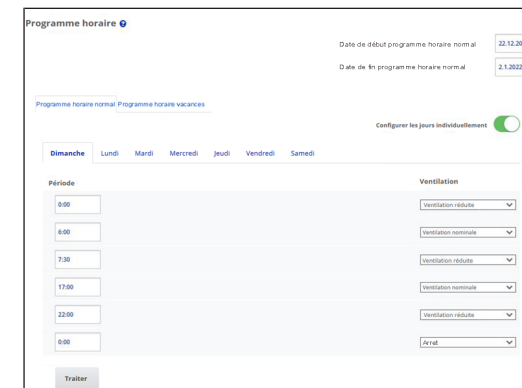 Programme horaire
Date de début programme horaire normal 22.12.20
Date de fin programme horaire normal 2.1.2022
Programme horaire normal Programme horaire vacances
Configurer les jours individuellement
Dimanche Lundi Mardi Mercredi Jeudi Vendredi Samedi
Période Ventilation
0:00 Ventilation réduite
6:00 Ventilation nominale
7:30 Ventilation réduite
17:00 Ventilation nominale
22:00 Ventilation réduite
0:00 Arret
Traiter